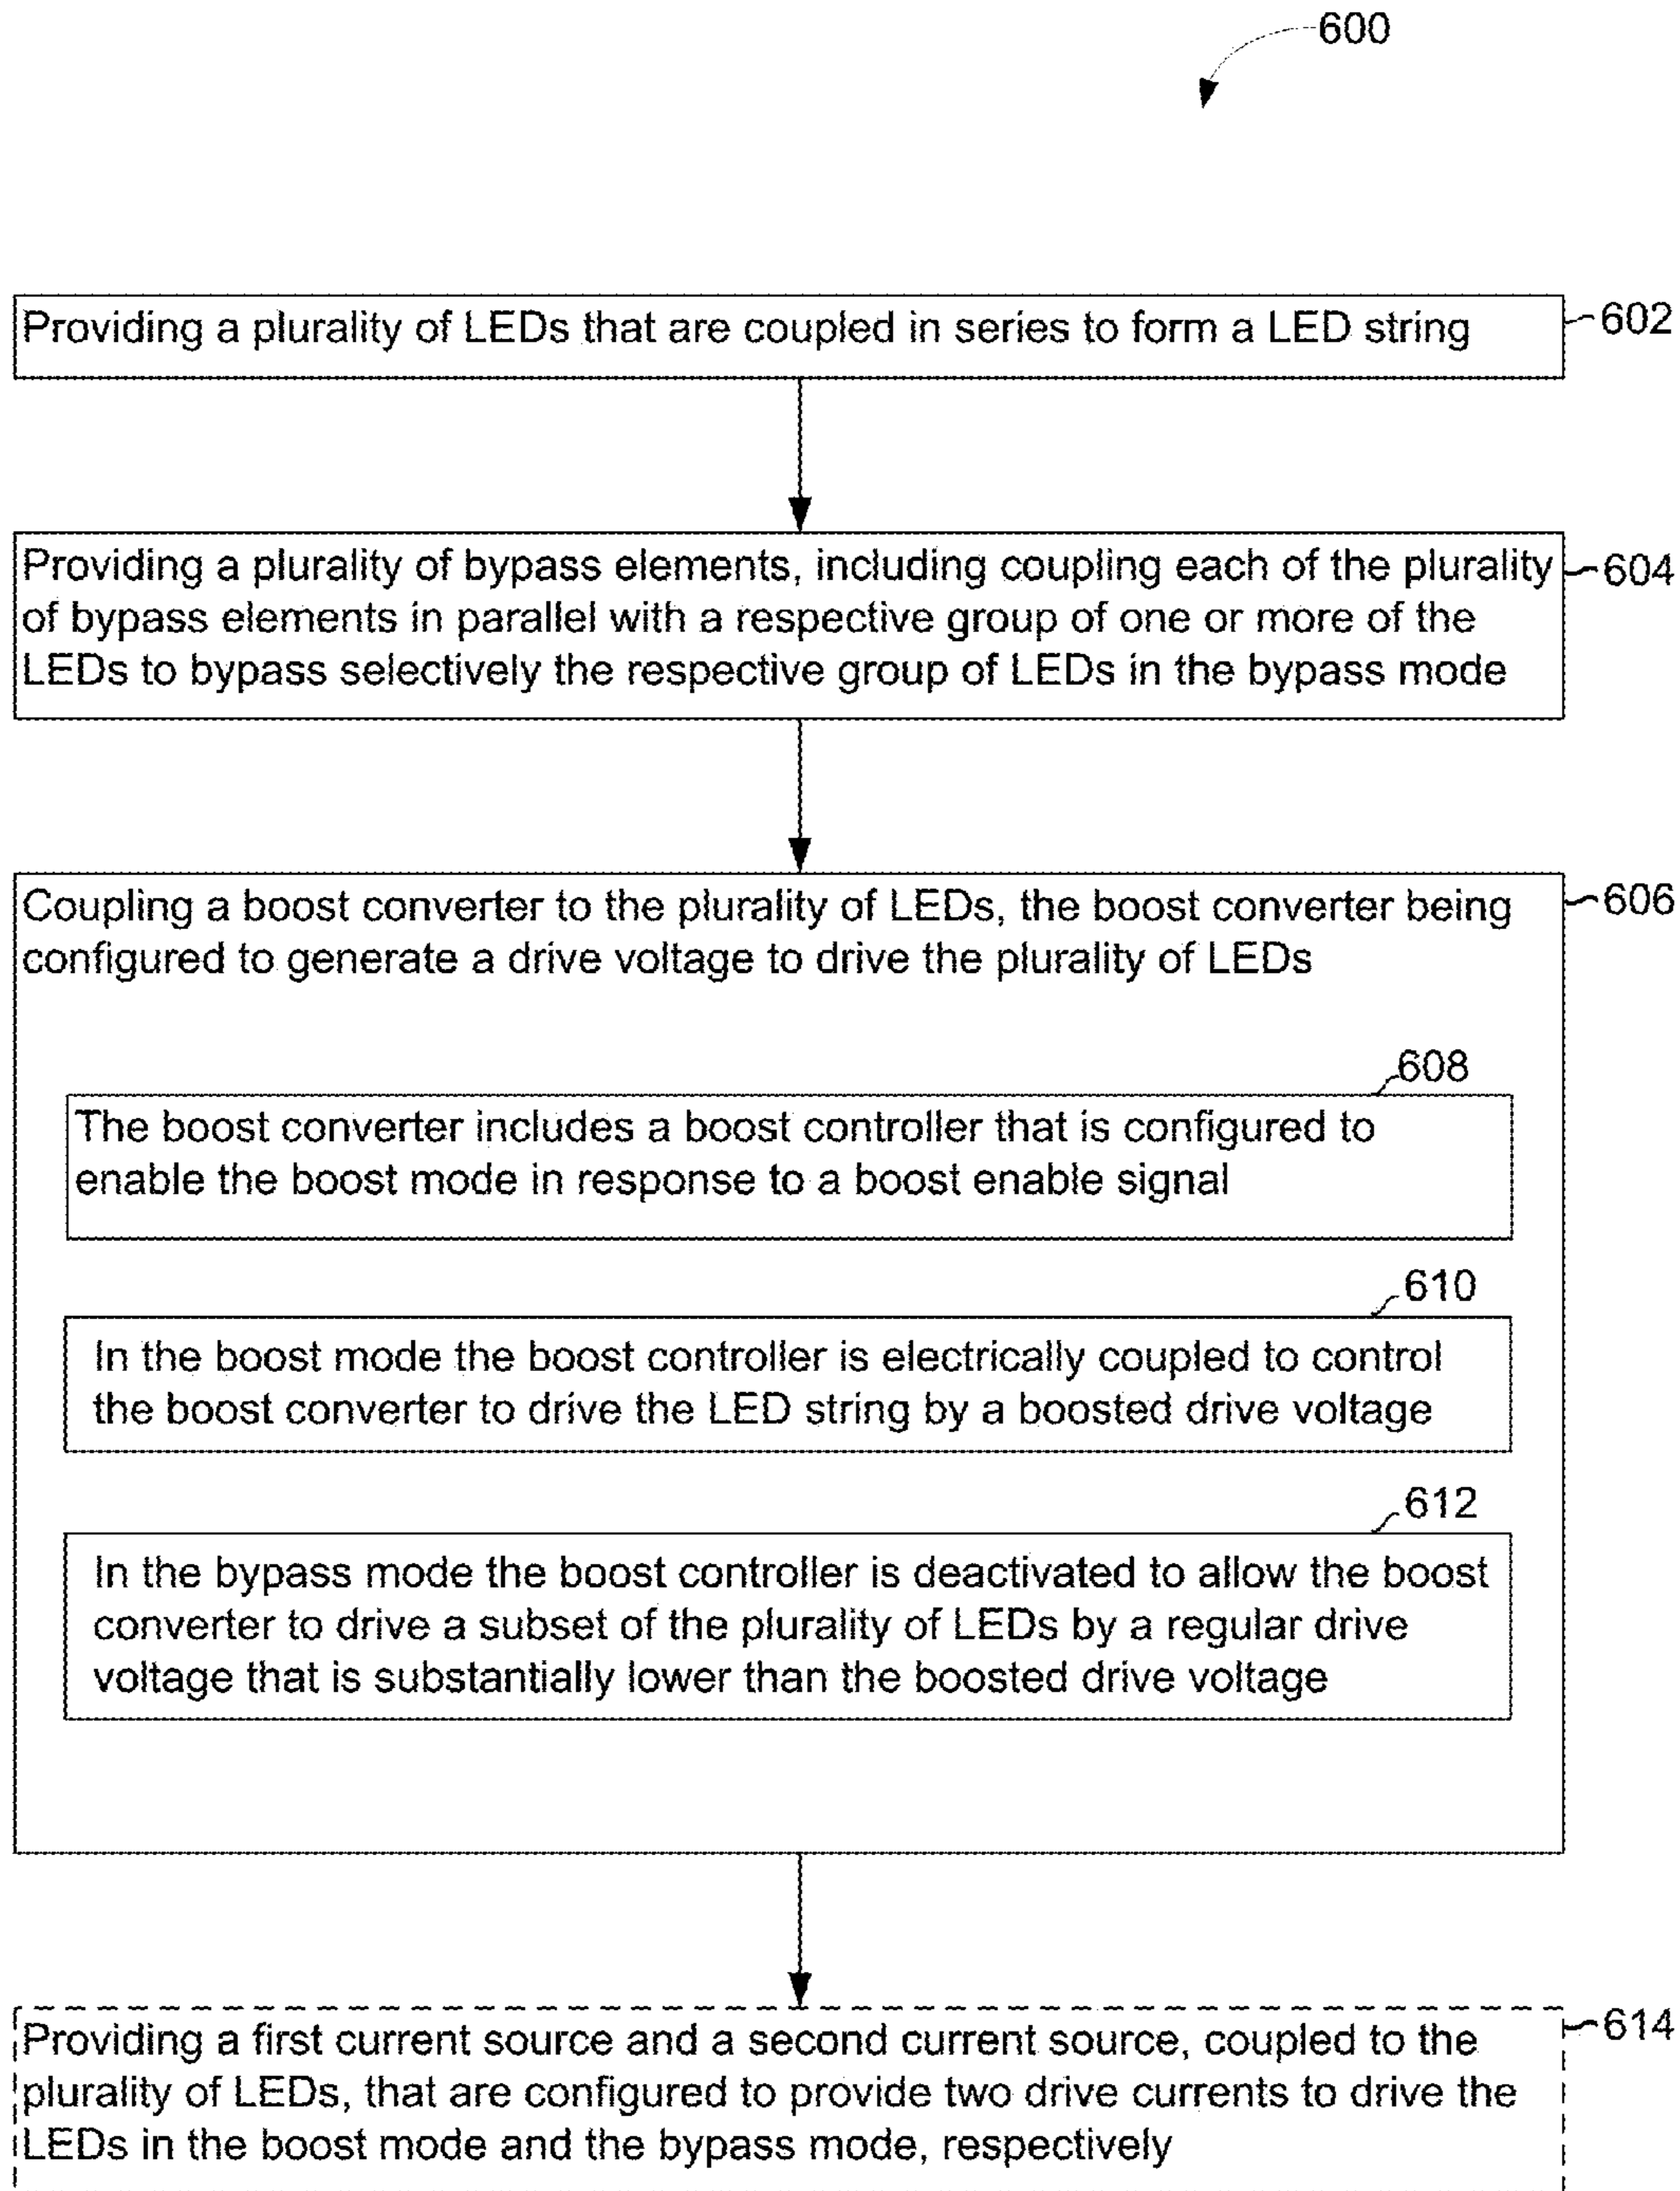 600
Providing a plurality of LEDs that are coupled in series to form a LED string
602
Providing a plurality of bypass elements, including coupling each of the plurality
of bypass elements in parallel with a respective group of one or more of the
LEDs to bypass selectively the respective group of LEDs in the bypass mode
604
Coupling a boost converter to the plurality of LEDs, the boost converter being
configured to generate a drive voltage to drive the plurality of LEDs
606
608
The boost converter includes a boost controller that is configured to
enable the boost mode in response to a boost enable signal
610
In the boost mode the boost controller is electrically coupled to control
the boost converter to drive the LED string by a boosted drive voltage
612
In the bypass mode the boost controller is deactivated to allow the boost
converter to drive a subset of the plurality of LEDs by a regular drive
voltage that is substantially lower than the boosted drive voltage
Providing a first current source and a second current source, coupled to the
plurality of LEDs, that are configured to provide two drive currents to drive the
LEDs in the boost mode and the bypass mode, respectively
614